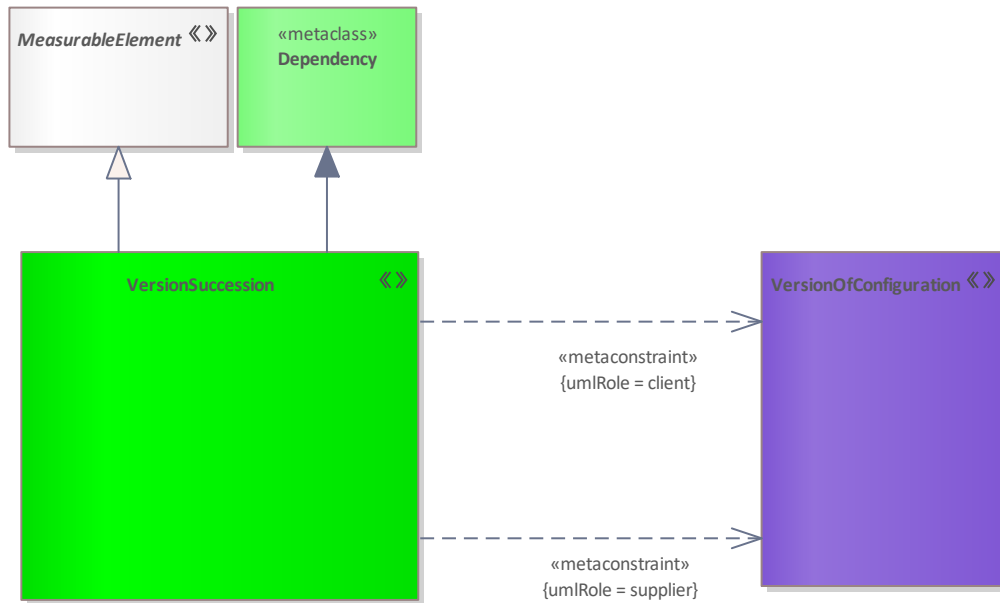 MeasurableElement «»
«metaclass»
Dependency
VersionSuccession «»
VersionOfConfiguration «»
«metaconstraint»
{umlRole = client}
«metaconstraint»
{umlRole = supplier}